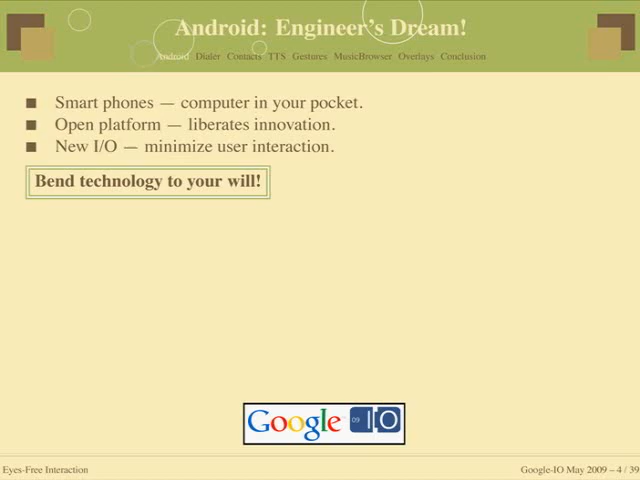 Android: Engineer's Dream!
Android Dialer Contacts TTS Gestures MusicBrowser Overlays Conclusion
■ Smart phones — computer in your pocket.
■ Open platform — liberates innovation.
■ New I/O — minimize user interaction.
Bend technology to your will!
Google 09 I/O
Eyes-Free Interaction
Google-IO May 2009 – 4 / 39